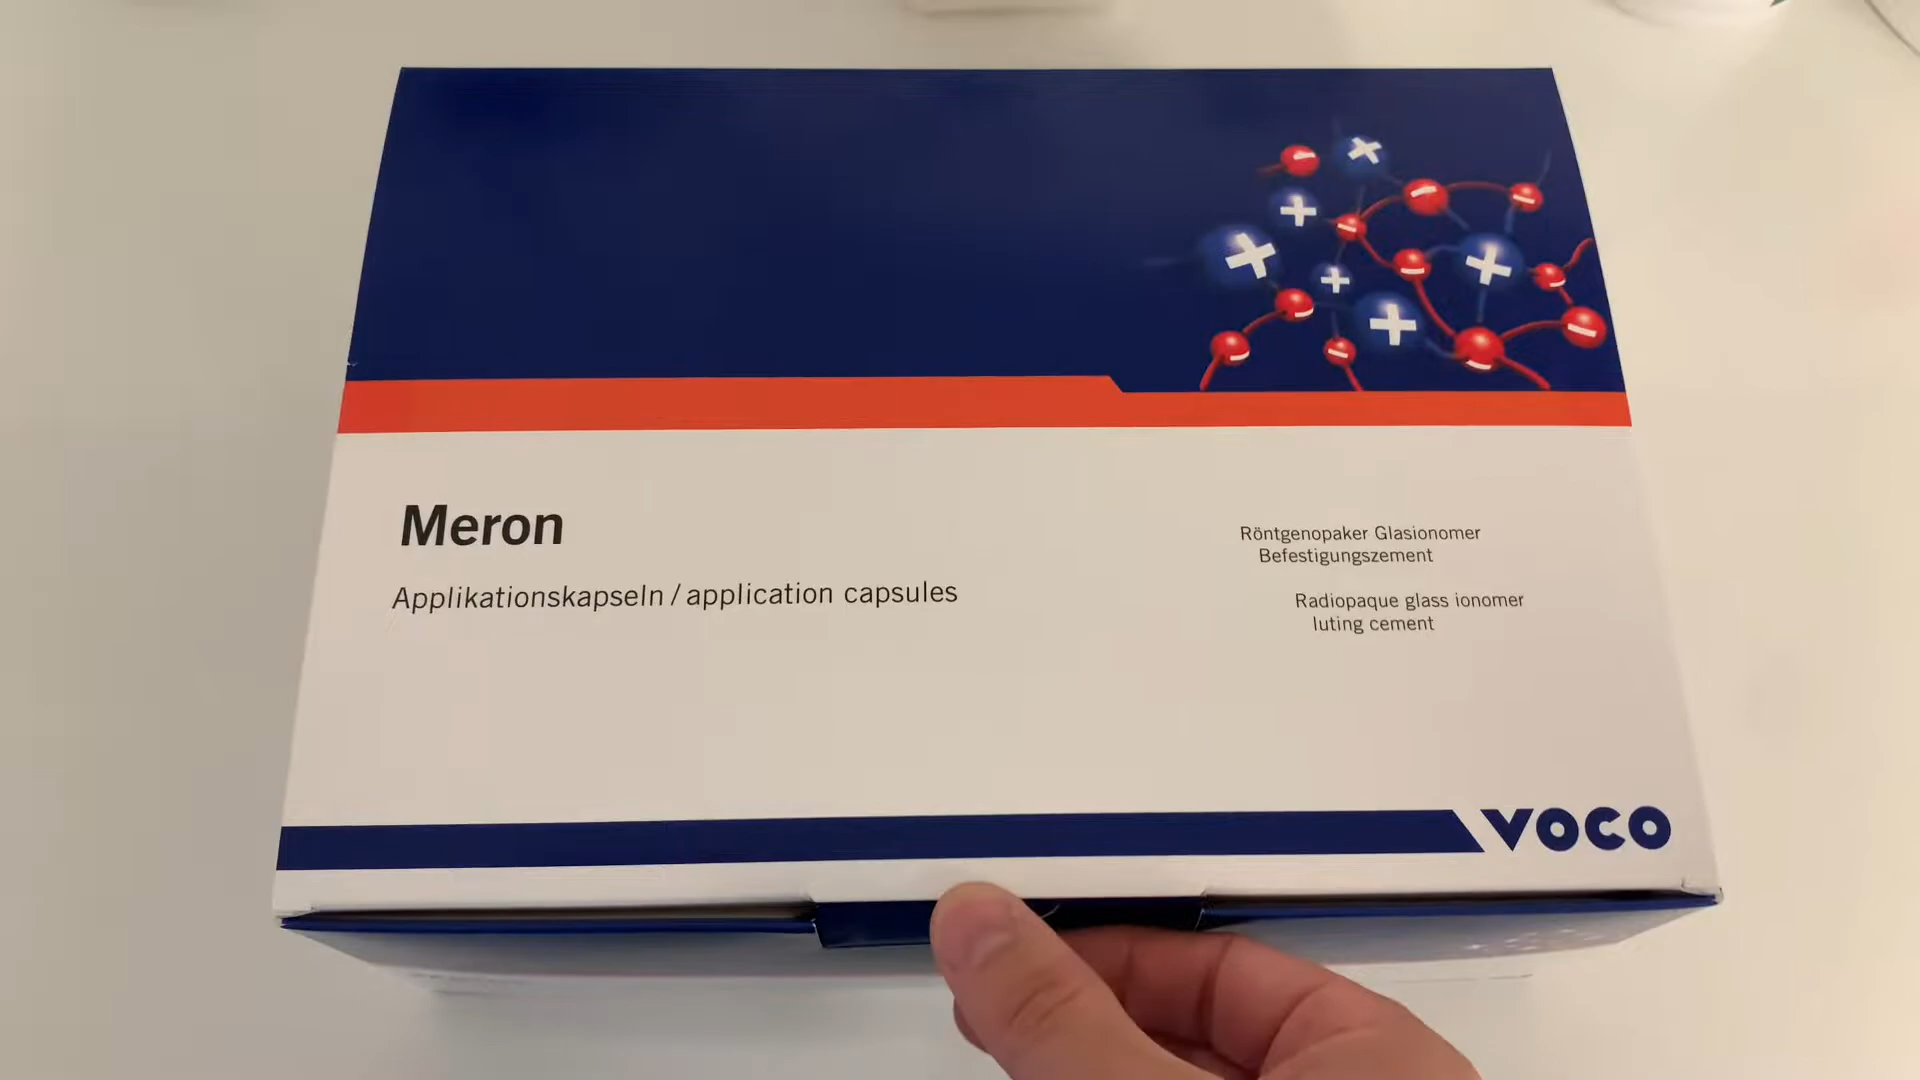 Meron
Applikationskapseln / application capsules
Röntgenopaker Glasionomer
Befestigungszement
Radiopaque glass ionomer
luting cement
VOCO